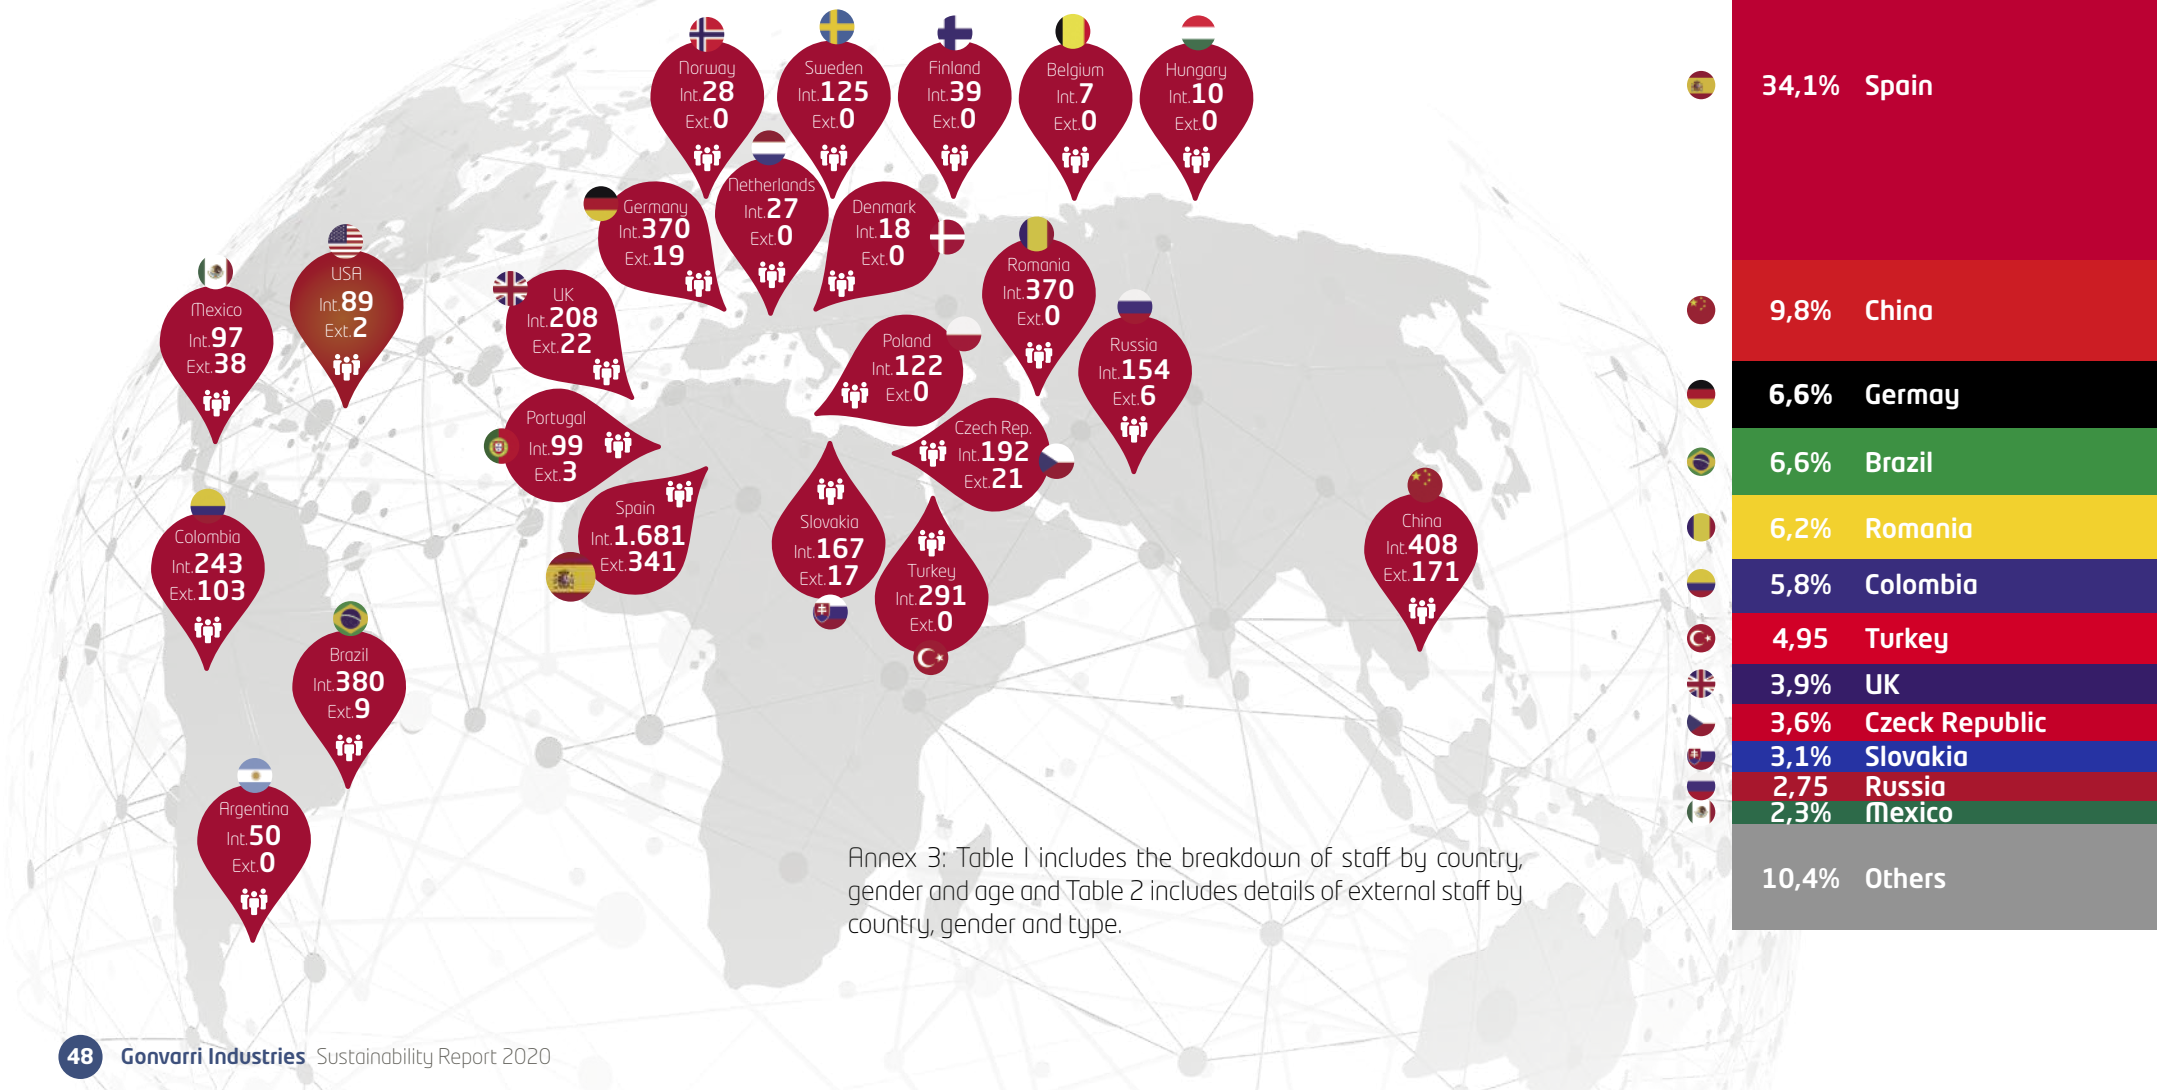 Norway
Int.28
Ext.0
Sweden
Int.125
Ext.0
Finland
Int.39
Ext.0
Belgium
Int.7
Ext.0
Hungary
Int.10
Ext.0
Netherlands
Int.27
Ext.0
Germany
Int.370
Ext.19
Denmark
Int.18
Ext.0
Romania
Int.370
Ext.0
Mexico
Int.97
Ext.38
USA
Int.89
Ext.2
UK
Int.208
Ext.22
Poland
Int.122
Ext.0
Russia
Int.154
Ext.6
Portugal
Int.99
Ext.3
Czech Rep.
Int.192
Ext.21
Spain
Int.1.681
Ext.341
Slovakia
Int.167
Ext.17
Turkey
Int.291
Ext.0
China
Int.408
Ext.171
Colombia
Int.243
Ext.103
Brazil
Int.380
Ext.9
Argentina
Int.50
Ext.0
34,1% Spain
9,8% China
6,6% Germay
6,6% Brazil
6,2% Romania
5,8% Colombia
4,95 Turkey
3,9% UK
3,6% Czeck Republic
3,1% Slovakia
2,75 Russia
2,3% Mexico
10,4% Others
Annex 3: Table I includes the breakdown of staff by country,
gender and age and Table 2 includes details of external staff by
country, gender and type.
48 Gonvarri Industries Sustainability Report 2020